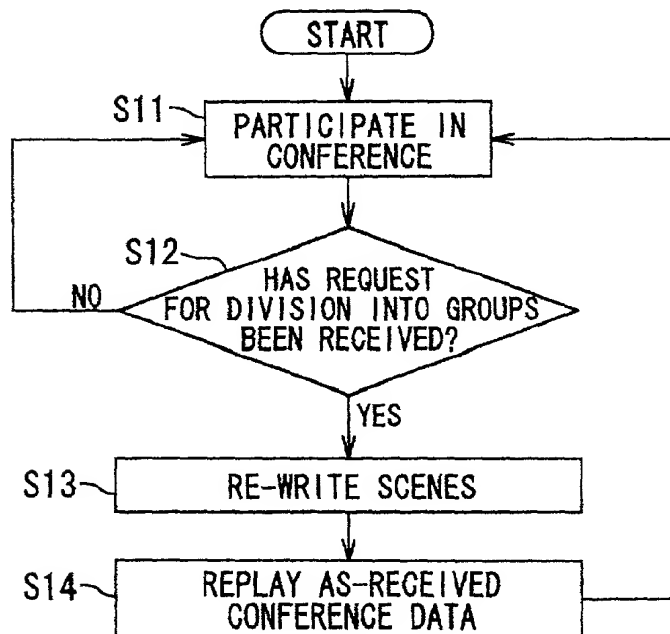 START
S11
PARTICIPATE IN
CONFERENCE
S12
HAS REQUEST
FOR DIVISION INTO GROUPS
BEEN RECEIVED?
NO
YES
S13
RE-WRITE SCENES
S14
REPLAY AS-RECEIVED
CONFERENCE DATA